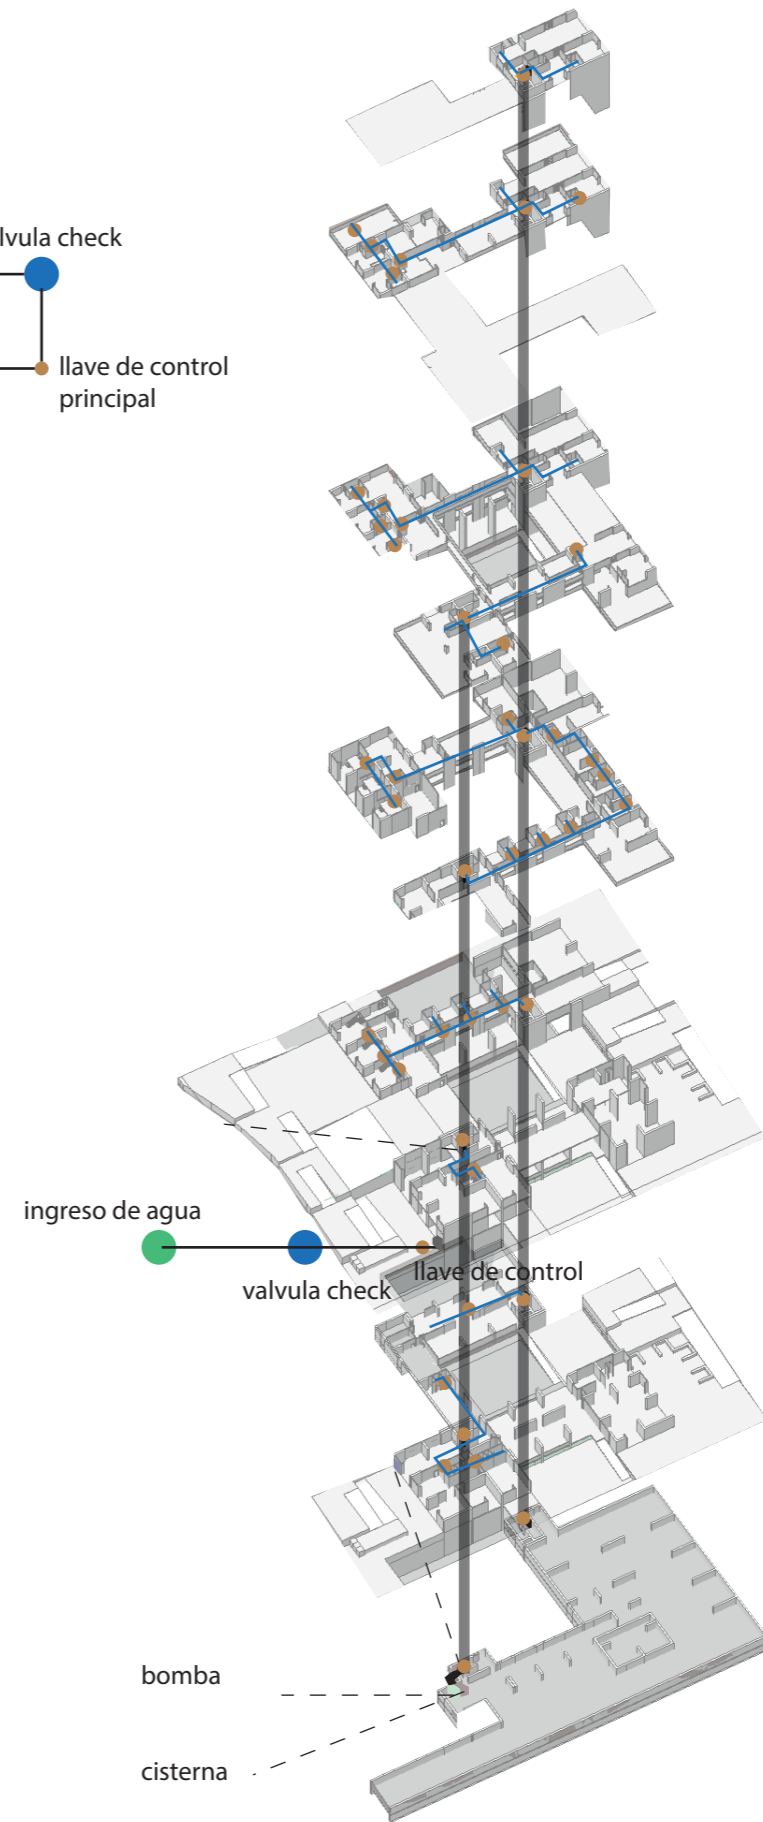 lvula check
llave de control
principal
ingreso de agua
valvula check
llave de control
bomba
cisterna